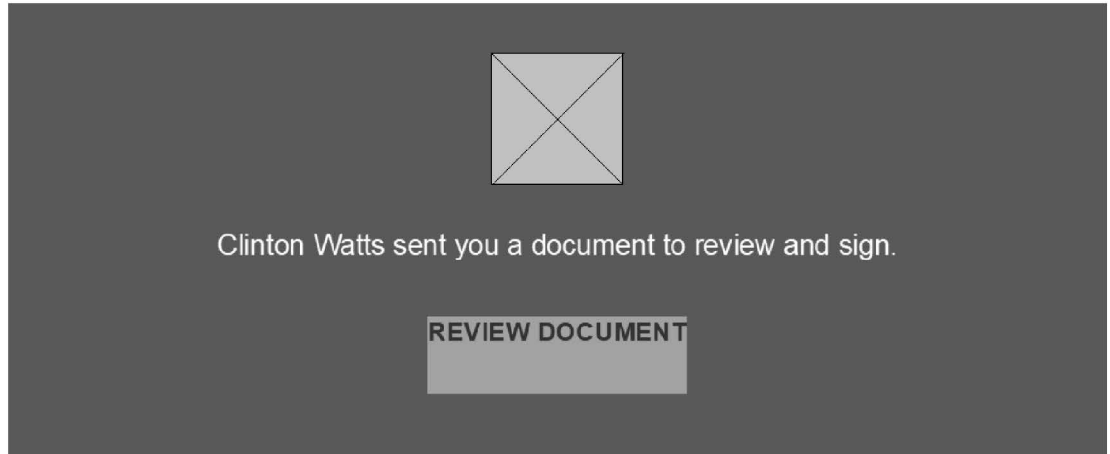 Clinton Watts sent you a document to review and sign.
REVIEW DOCUMENT